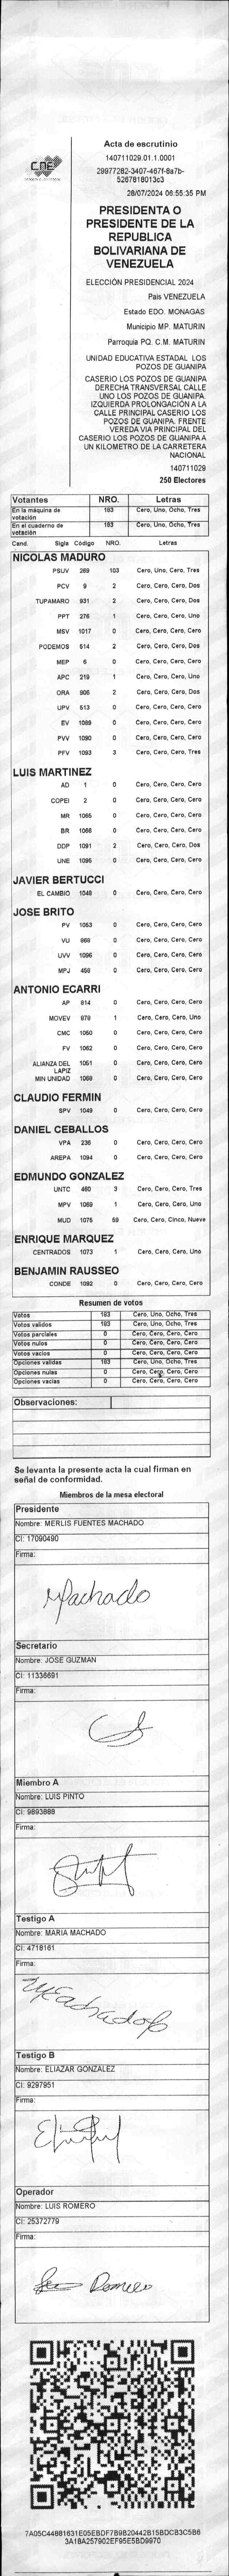 CNE
Acta de escrutinio
140711029.01.1.0001
29977282-3407-467f-8a7b-
5267818013c3
28/07/2024 06:55:35 PM
PRESIDENTA O
PRESIDENTE DE LA
REPUBLICA
BOLIVARIANA DE
VENEZUELA
ELECCIÓN PRESIDENCIAL 2024
Pais VENEZUELA
Estado EDO. MONAGAS
Municipio MP. MATURIN
Parroquia PQ. C.M. MATURIN
UNIDAD EDUCATIVA ESTADAL LOS
POZOS DE GUANIPA
CASERIO LOS POZOS DE GUANIPA
DERECHA TRANSVERSAL CALLE
UNO LOS POZOS DE GUANIPA.
IZQUIERDA PROLONGACIÓN A LA
CALLE PRINCIPAL CASERIO LOS
POZOS DE GUANIPA. FRENTE
VEREDA VIA PRINCIPAL DEL
CASERIO LOS POZOS DE GUANIPA A
UN KILOMETRO DE LA CARRETERA
NACIONAL
140711029
250 Electores
Votantes NRO. Letras
En la máquina de votación 183 Cero, Uno, Ocho, Tres
En el cuaderno de votación 183 Cero, Uno, Ocho, Tres
Cand. Sigla Código NRO. Letras
NICOLAS MADURO
PSUV 269 103 Cero, Uno, Cero, Tres
PCV 9 2 Cero, Cero, Cero, Dos
TUPAMARO 931 2 Cero, Cero, Cero, Dos
PPT 276 1 Cero, Cero, Cero, Uno
MSV 1017 0 Cero, Cero, Cero, Cero
PODEMOS 514 2 Cero, Cero, Cero, Dos
MEP 6 0 Cero, Cero, Cero, Cero
APC 219 1 Cero, Cero, Cero, Uno
ORA 906 2 Cero, Cero, Cero, Dos
UPV 513 0 Cero, Cero, Cero, Cero
EV 1089 0 Cero, Cero, Cero, Cero
PVV 1090 0 Cero, Cero, Cero, Cero
PFV 1093 3 Cero, Cero, Cero, Tres
LUIS MARTINEZ
AD 1 0 Cero, Cero, Cero, Cero
COPEI 2 0 Cero, Cero, Cero, Cero
MR 1065 0 Cero, Cero, Cero, Cero
BR 1066 0 Cero, Cero, Cero, Cero
DDP 1091 2 Cero, Cero, Cero, Dos
UNE 1095 0 Cero, Cero, Cero, Cero
JAVIER BERTUCCI
EL CAMBIO 1048 0 Cero, Cero, Cero, Cero
JOSE BRITO
PV 1053 0 Cero, Cero, Cero, Cero
VU 868 0 Cero, Cero, Cero, Cero
UVV 1096 0 Cero, Cero, Cero, Cero
MPJ 458 0 Cero, Cero, Cero, Cero
ANTONIO ECARRI
AP 814 0 Cero, Cero, Cero, Cero
MOVEV 978 1 Cero, Cero, Cero, Uno
CMC 1050 0 Cero, Cero, Cero, Cero
FV 1062 0 Cero, Cero, Cero, Cero
ALIANZA DEL LAPIZ 1051 0 Cero, Cero, Cero, Cero
MIN UNIDAD 1068 0 Cero, Cero, Cero, Cero
CLAUDIO FERMIN
SPV 1049 0 Cero, Cero, Cero, Cero
DANIEL CEBALLOS
VPA 236 0 Cero, Cero, Cero, Cero
AREPA 1094 0 Cero, Cero, Cero, Cero
EDMUNDO GONZALEZ
UNTC 460 3 Cero, Cero, Cero, Tres
MPV 1069 1 Cero, Cero, Cero, Uno
MUD 1075 59 Cero, Cero, Cinco, Nueve
ENRIQUE MARQUEZ
CENTRADOS 1073 1 Cero, Cero, Cero, Uno
BENJAMIN RAUSSEO
CONDE 1092 0 Cero, Cero, Cero, Cero
Resumen de votos
Votos 183 Cero, Uno, Ocho, Tres
Votos validos 183 Cero, Uno, Ocho, Tres
Votos parciales 0 Cero, Cero, Cero, Cero
Votos nulos 0 Cero, Cero, Cero, Cero
Votos vacios 0 Cero, Cero, Cero, Cero
Opciones validas 183 Cero, Uno, Ocho, Tres
Opciones nulas 0 Cero, Cero, Cero, Cero
Opciones vacias 0 Cero, Cero, Cero, Cero
Observaciones:
Se levanta la presente acta la cual firman en
señal de conformidad.
Miembros de la mesa electoral
Presidente
Nombre: MERLIS FUENTES MACHADO
CI: 17090490
Firma:
Machado
Secretario
Nombre: JOSE GUZMAN
CI: 11336691
Firma:
Miembro A
Nombre: LUIS PINTO
CI: 9893888
Firma:
Testigo A
Nombre: MARIA MACHADO
CI: 4718161
Firma:
Testigo B
Nombre: ELIAZAR GONZALEZ
CI: 9297951
Firma:
Operador
Nombre: LUIS ROMERO
CI: 25372779
Firma:
Romero
7A05C44881631E05EBDF7B9B20442B15BDCB3C5B6
3A18A257902EF95E5BD9970